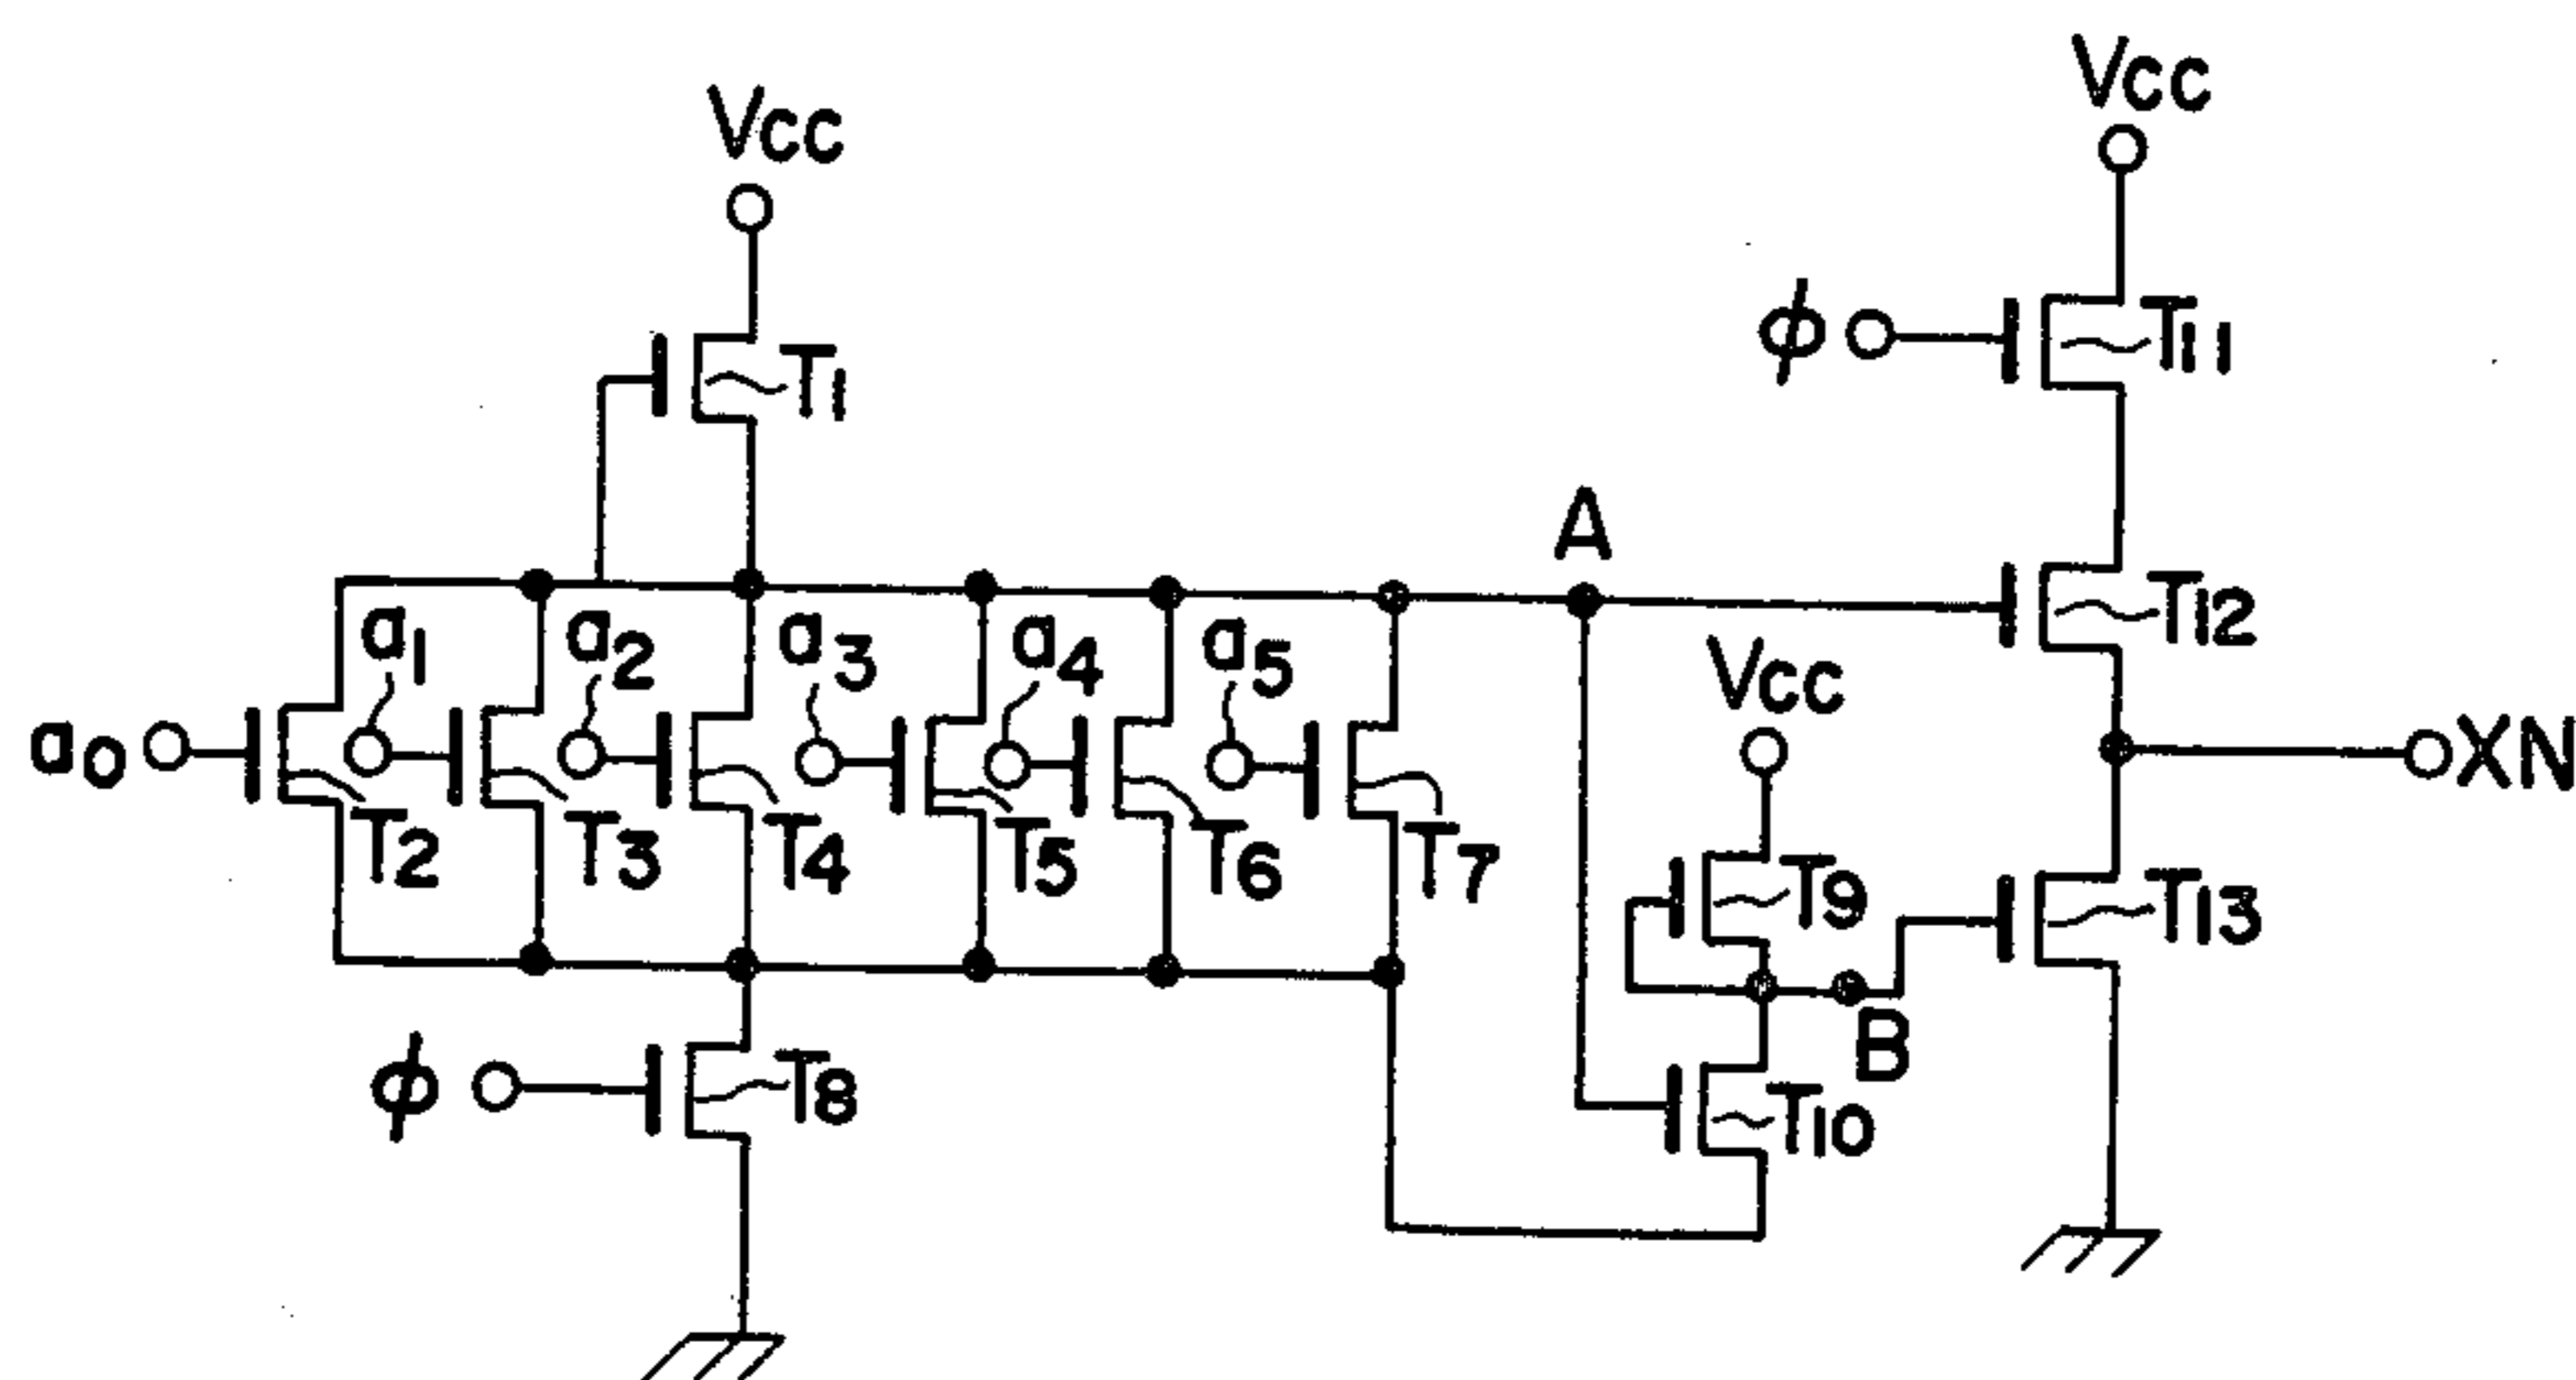 Vcc
Vcc
ϕ
T11
T1
A
T12
a1
a2
a3
a4
a5
Vcc
a0
XN
T2
T3
T4
T5
T6
T7
T9
T13
B
ϕ
T8
T10